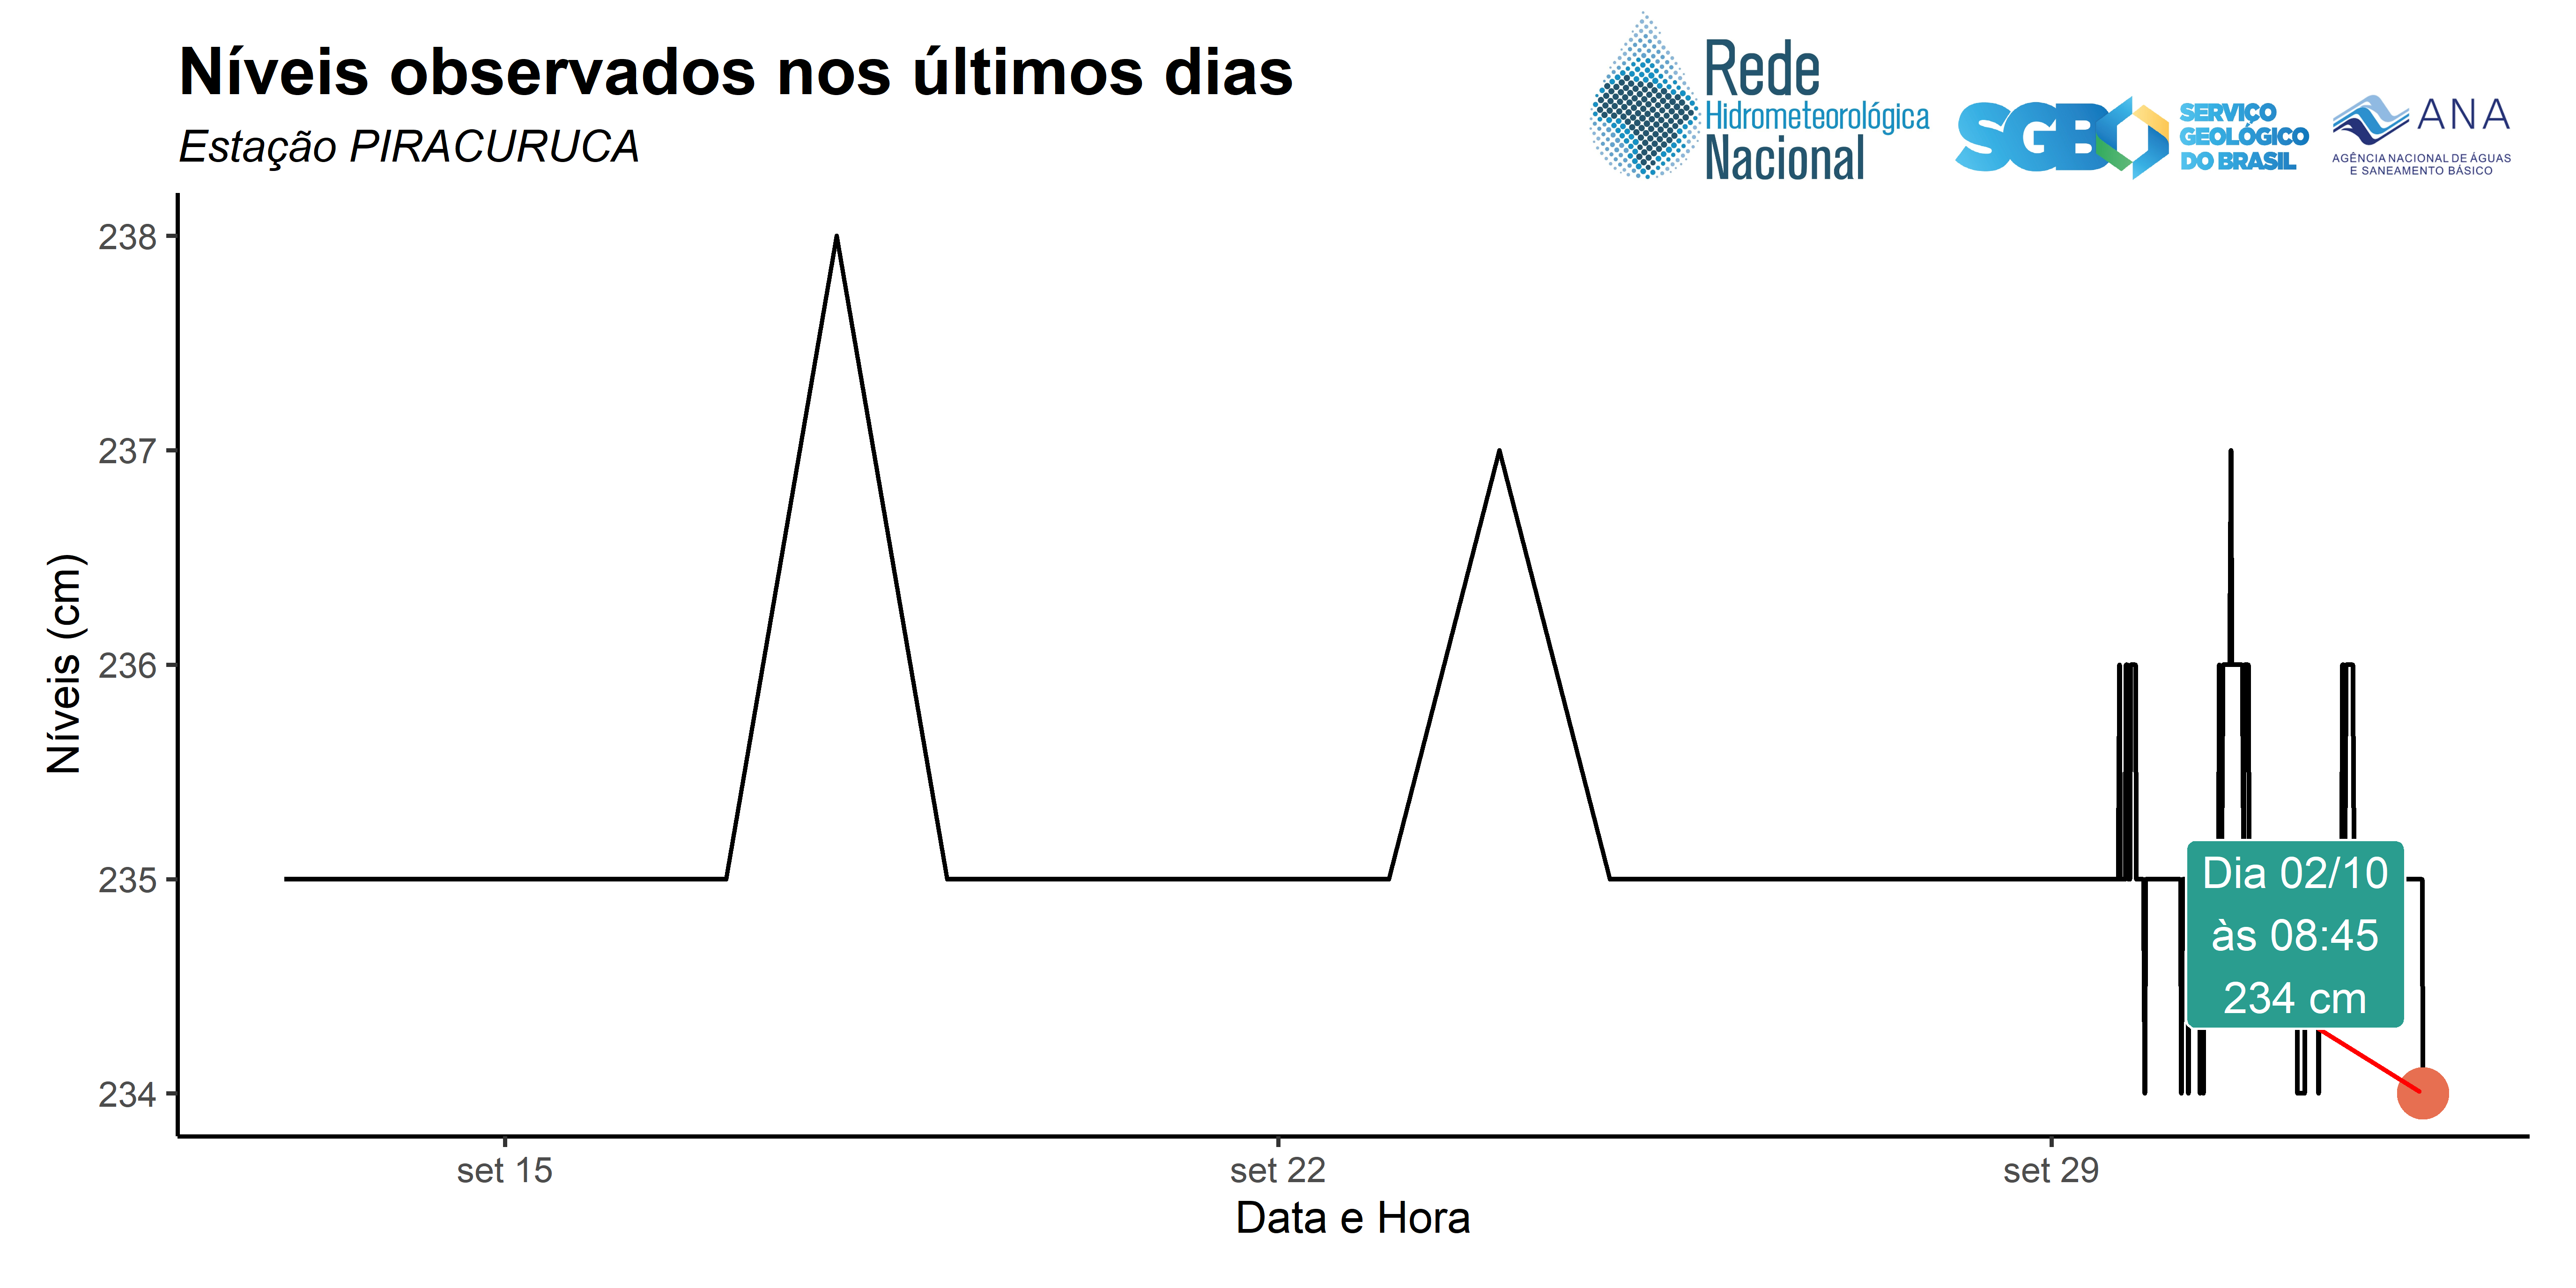 Níveis observados nos últimos dias
Estação PIRACURUCA
Rede
Hidrometeorológica
Nacional
SGB
SERVIÇO
GEOLÓGICO
DO BRASIL
ANA
AGÊNCIA NACIONAL DE ÁGUAS
E SANEAMENTO BÁSICO
Níveis (cm)
238
237
236
235
234
Dia 02/10
às 08:45
234 cm
set 15
set 22
set 29
Data e Hora